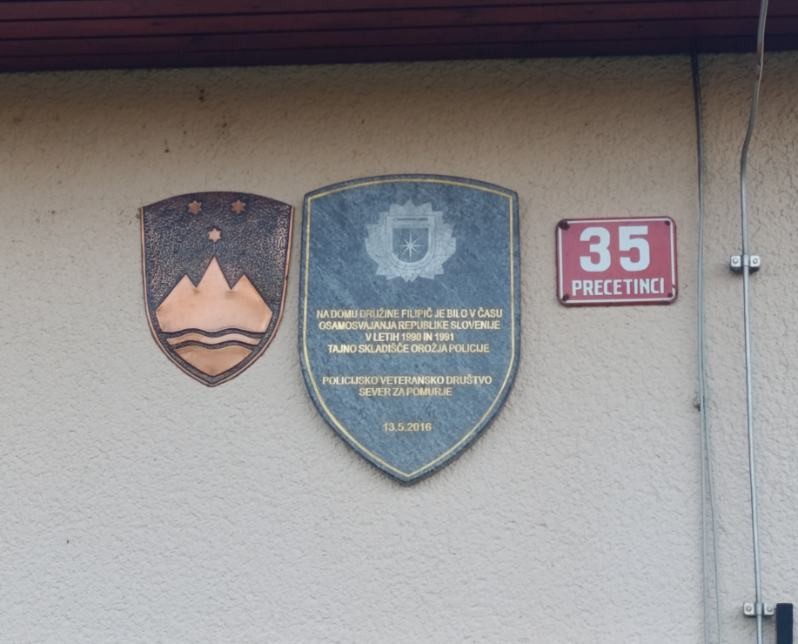 NA DOMU DRUŽINE FILIPIČ JE BILO V ČASU
OSAMOSVAJANJA REPUBLIKE SLOVENIJE
V LETIH 1990 IN 1991
TAJNO SKLADIŠČE OROŽJA POLICIJE
POLICIJSKO VETERANSKO DRUŠTVO
SEVER ZA POMURJE
13.5.2016
35
PRECETINCI